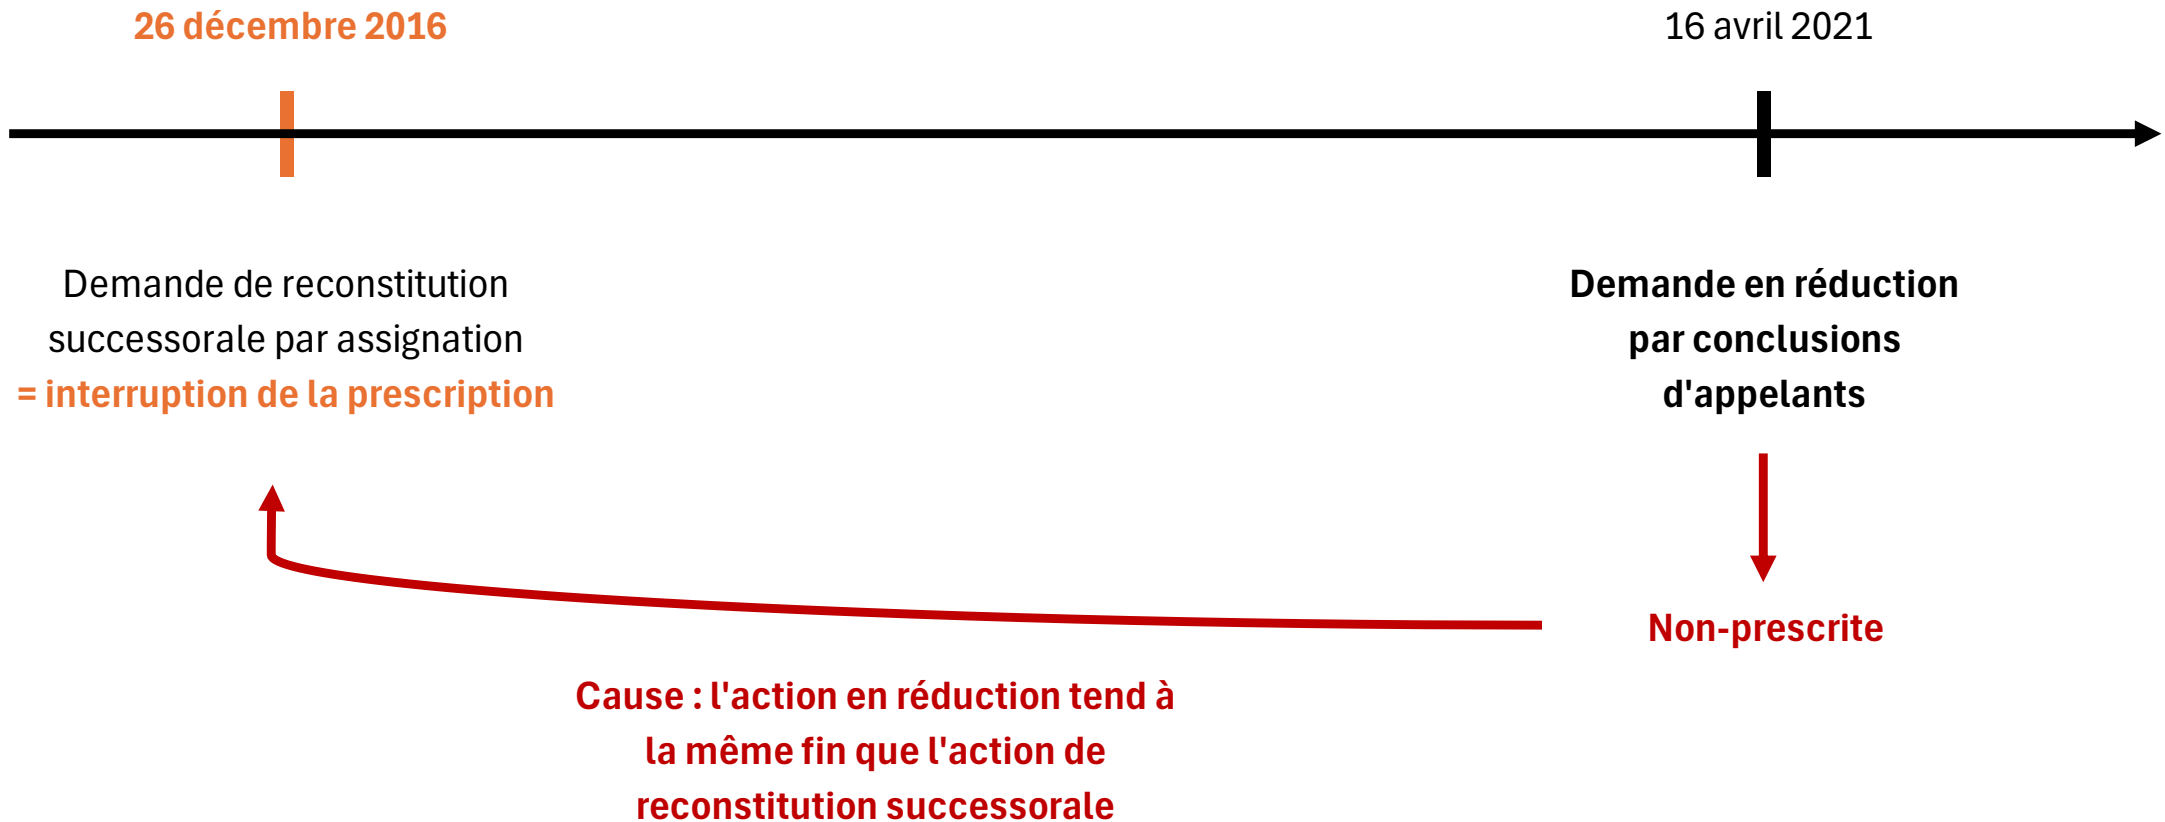 26 décembre 2016
16 avril 2021
Demande de reconstitution
successorale par assignation
= interruption de la prescription
Demande en réduction
par conclusions
d'appelants
Non-prescrite
Cause : l'action en réduction tend à
la même fin que l'action de
reconstitution successorale